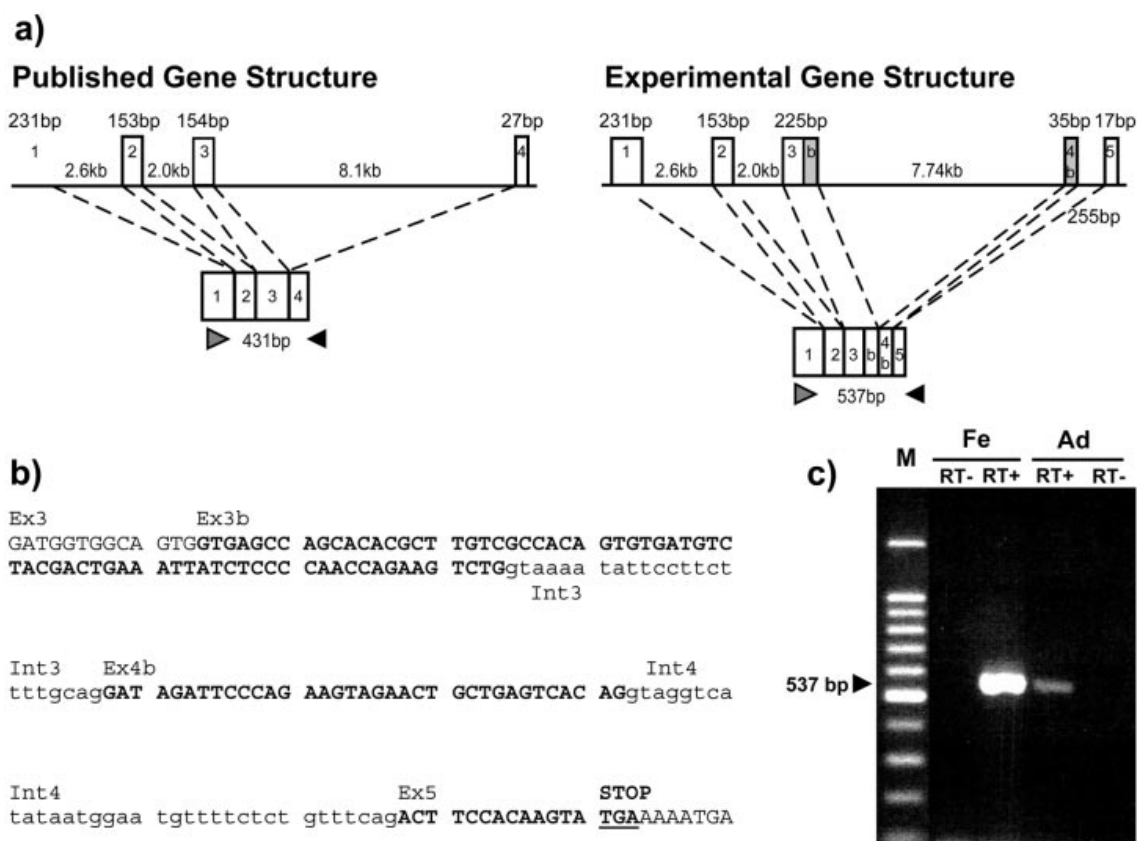 a)
Published Gene Structure
231bp 153bp 154bp 27bp
1 2 3 4
2.6kb 2.0kb 8.1kb
1 2 3 4
431bp
Experimental Gene Structure
231bp 153bp 225bp 35bp 17bp
1 2 3 b 4b 5
2.6kb 2.0kb 7.74kb
255bp
1 2 3 b 4b 5
537bp
b)
Ex3 Ex3b
GATGGTGGCA GTGGTGAGCC AGCACACGCT TGTCGCCACA GTGTGATGTC
TACGACTGAA ATTATCTCCC CAACCAGAAG TCTGgtaaaa tattccttct
Int3
Int3 Ex4b Int4
tttgcagGAT AGATTCCCAG AAGTAGAACT GCTGAGTCAC AGgtaggtca
Int4 Ex5 STOP
tataatggaa tgttttctct gtttcagACT TCCACAAGTA TGAAAAATGA
c)
M Fe Ad
RT- RT+ RT+ RT-
537 bp